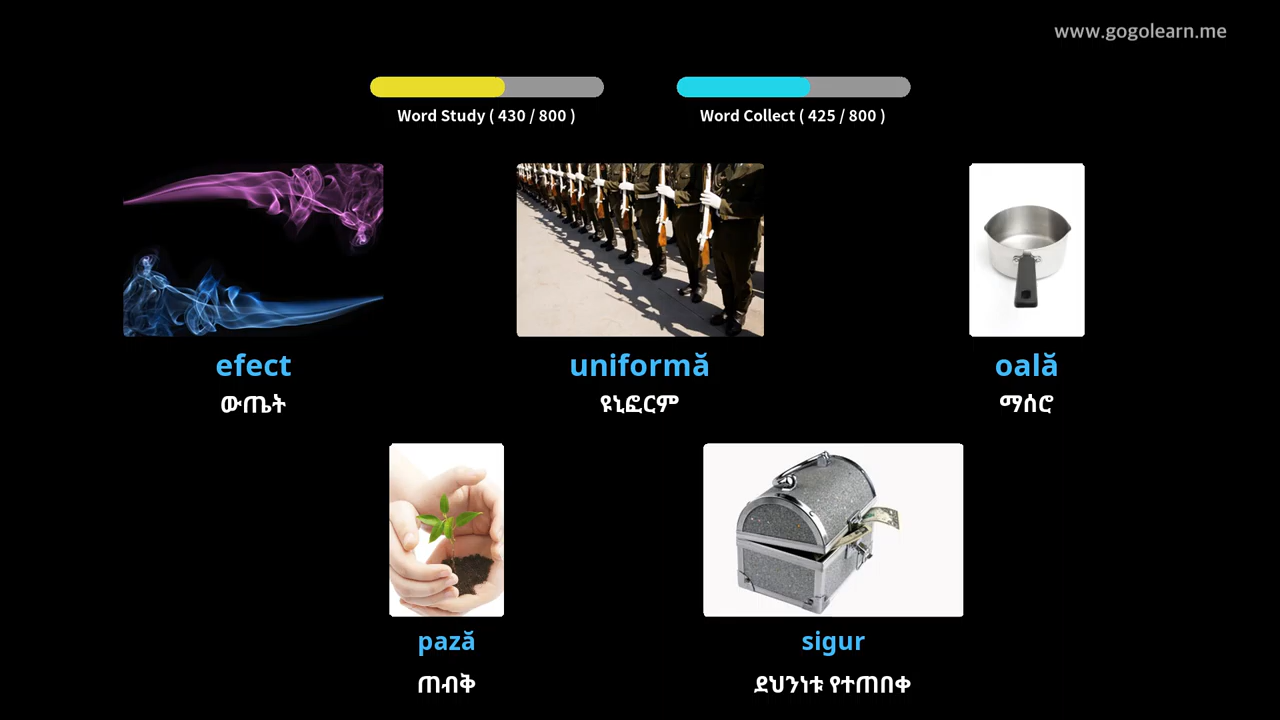 www.gogolearn.me
Word Study ( 430 / 800 )
Word Collect ( 425 / 800 )
efect
ውጤት
uniformă
ዩኒፎርም
oală
ማሰሮ
pază
ጠብቅ
sigur
ደህንነቱ የተጠበቀ